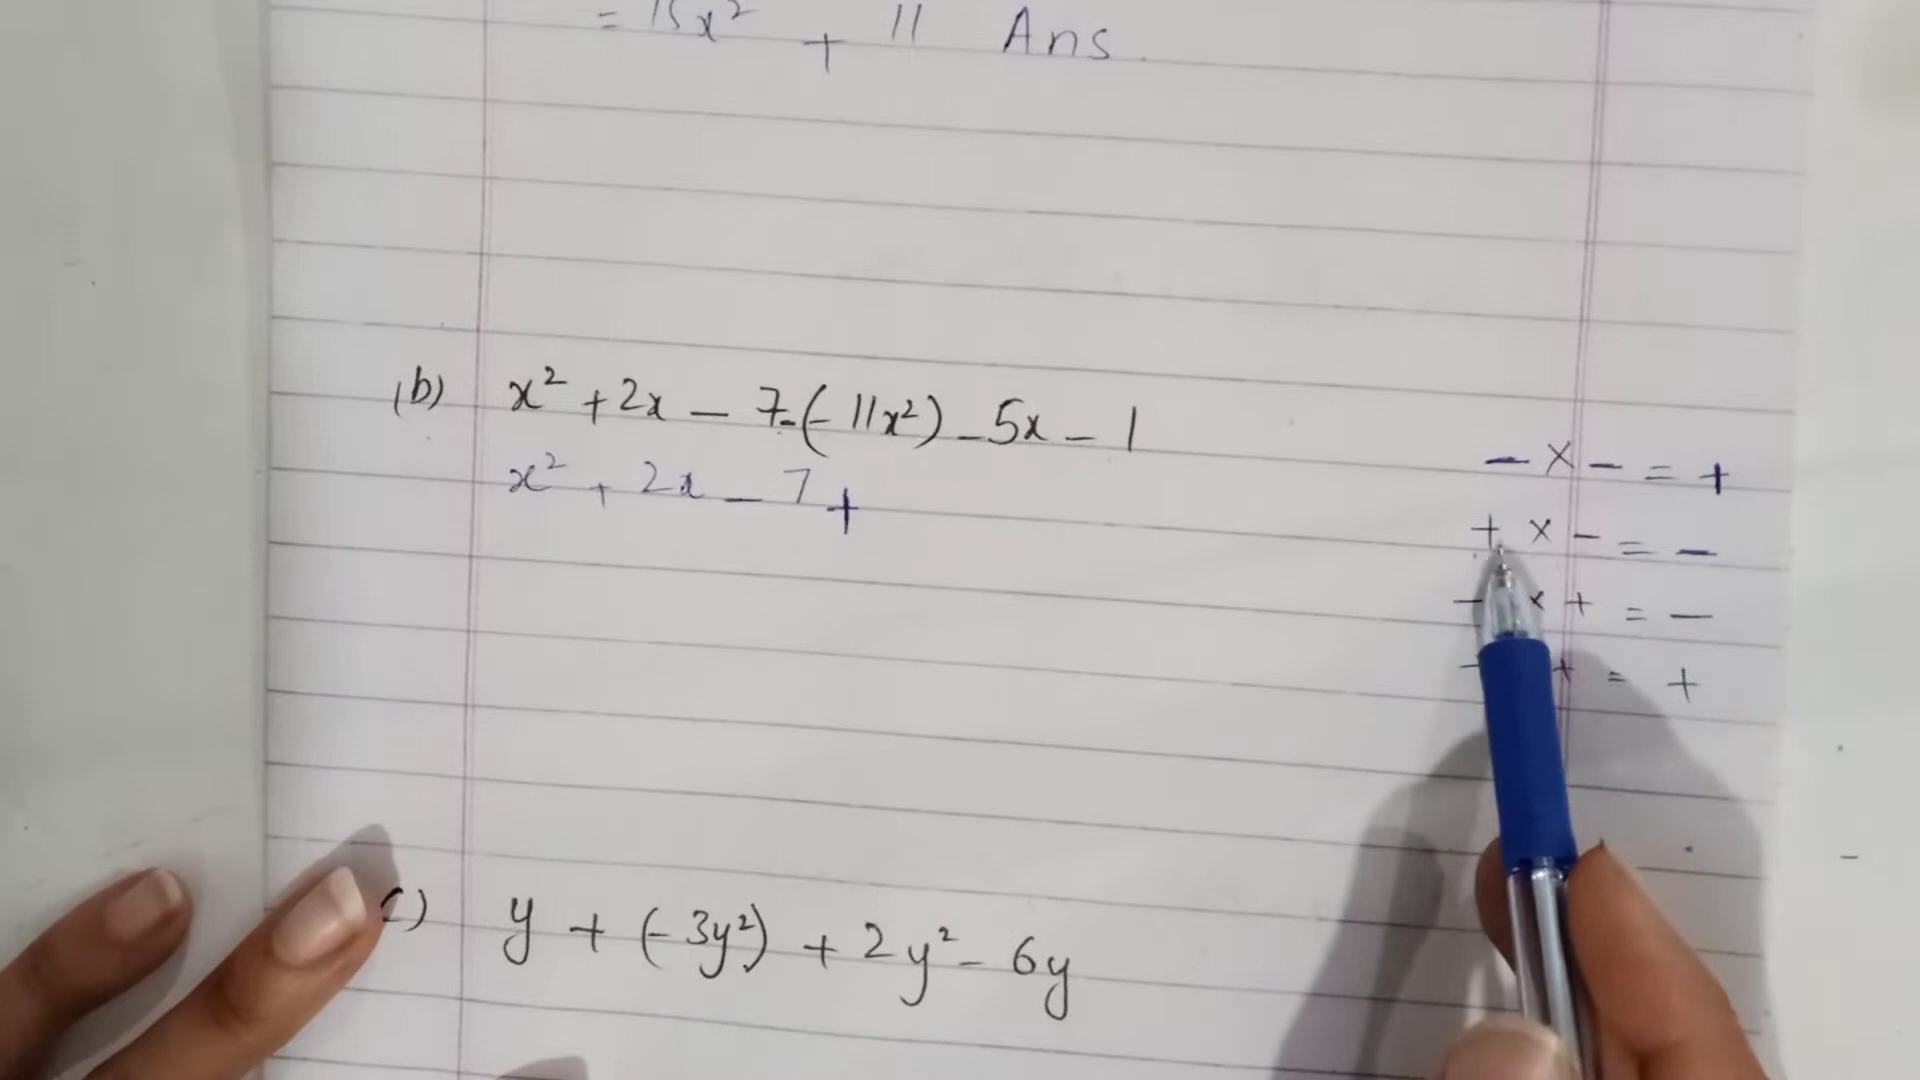 = 15x² + 11 Ans.
(b) x² + 2x - 7 - (- 11x²) - 5x - 1
x² + 2x - 7 +
- × - = +
+ × - = -
- × + = -
+ = +
c) y + (- 3y²) + 2y² - 6y